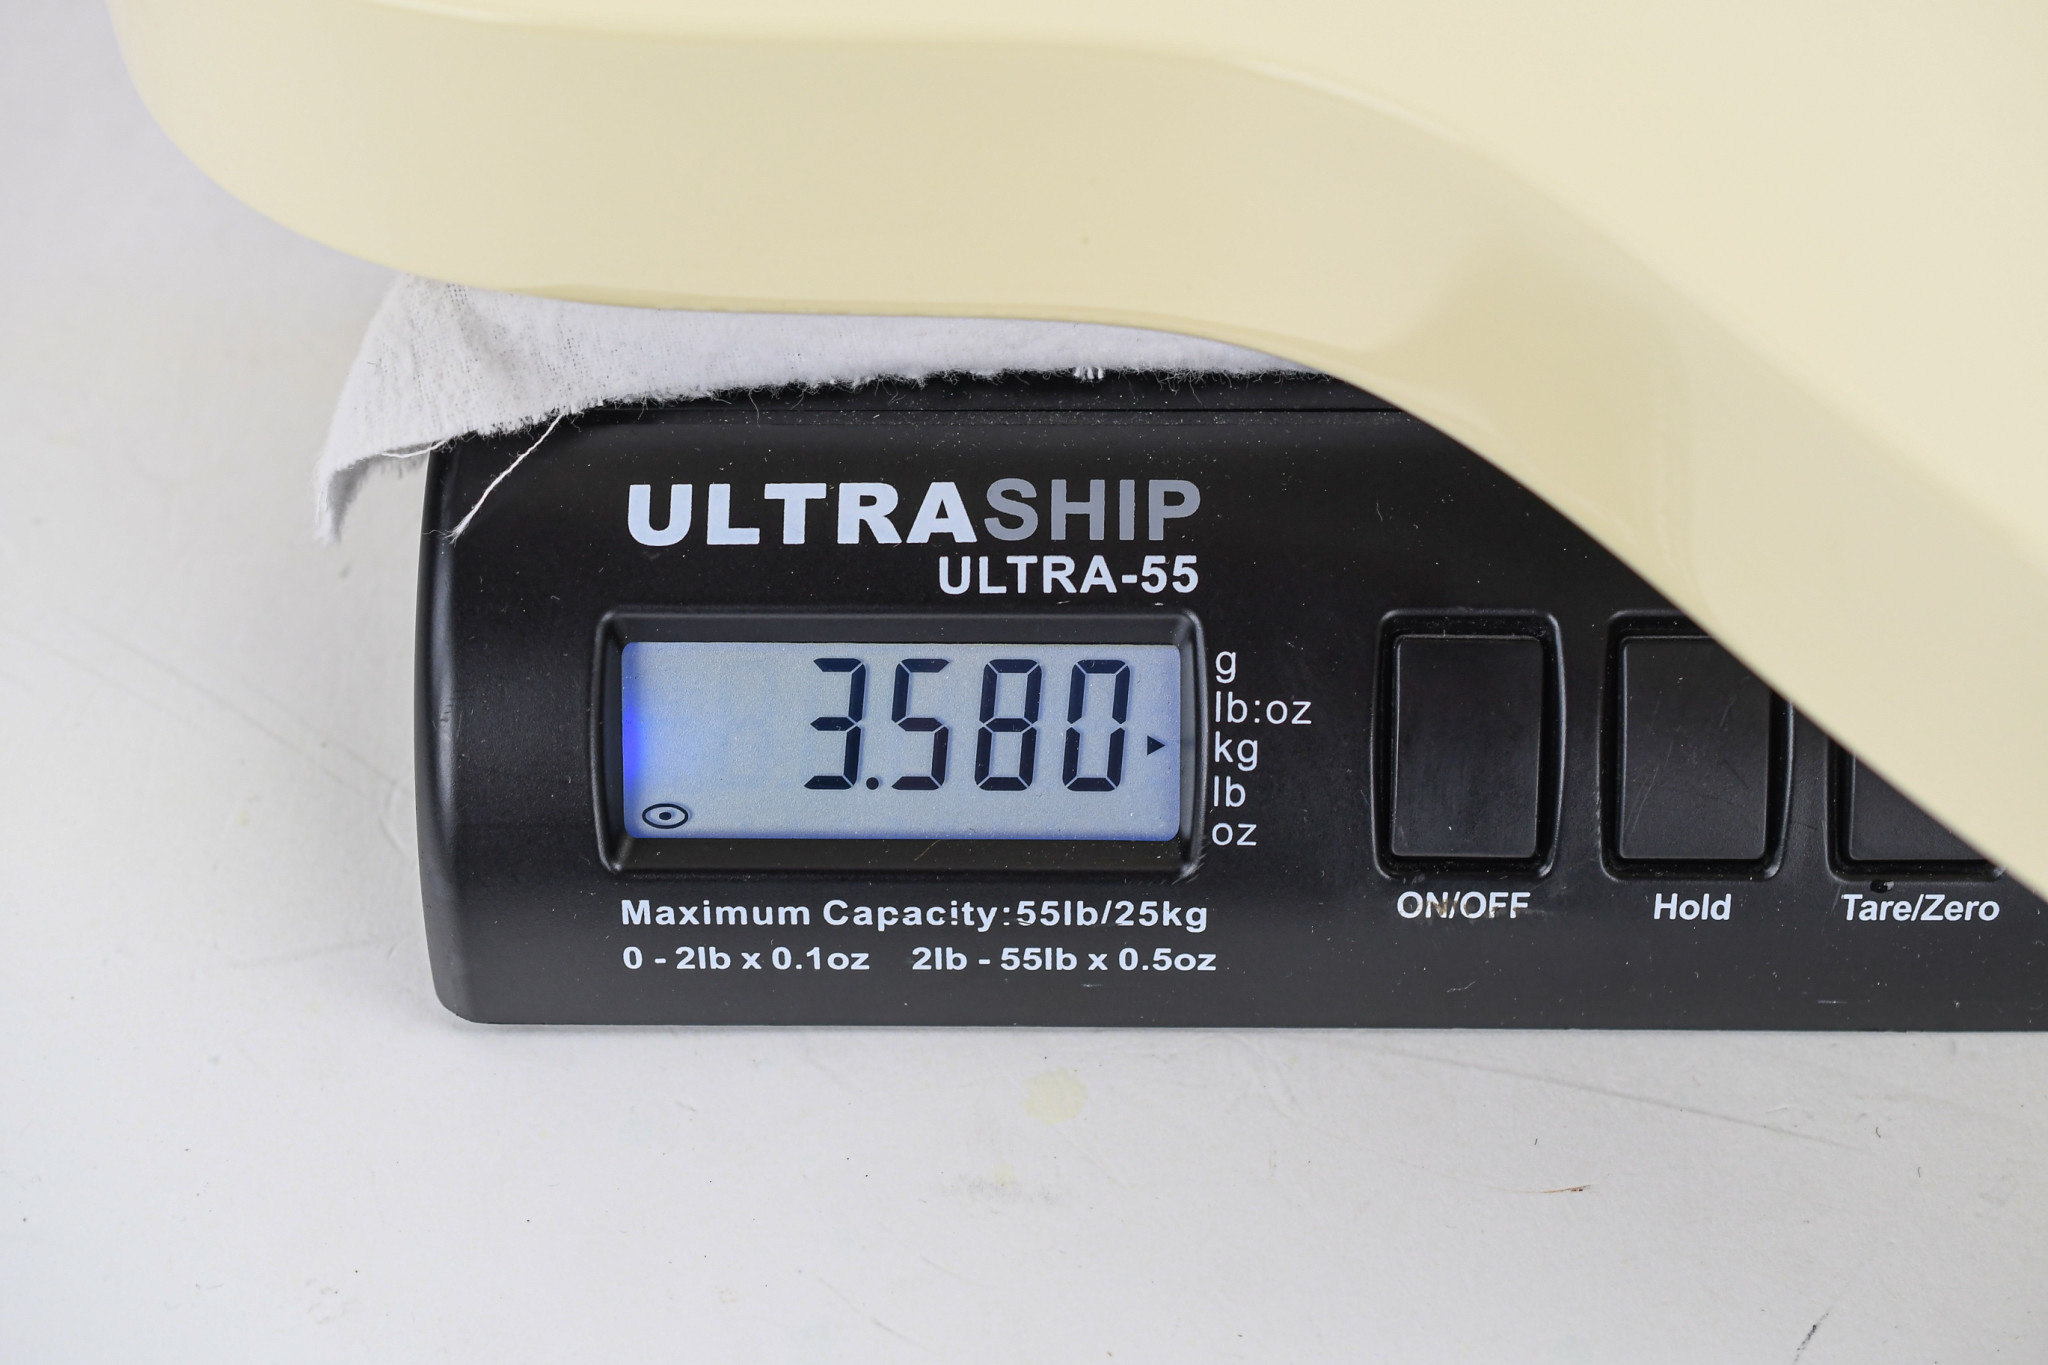 ULTRASHIP
ULTRA-55
3.580
g
lb:oz
kg
lb
oz
Maximum Capacity:55lb/25kg
0 - 2lb x 0.1oz 2lb - 55lb x 0.5oz
ON/OFF
Hold
Tare/Zero